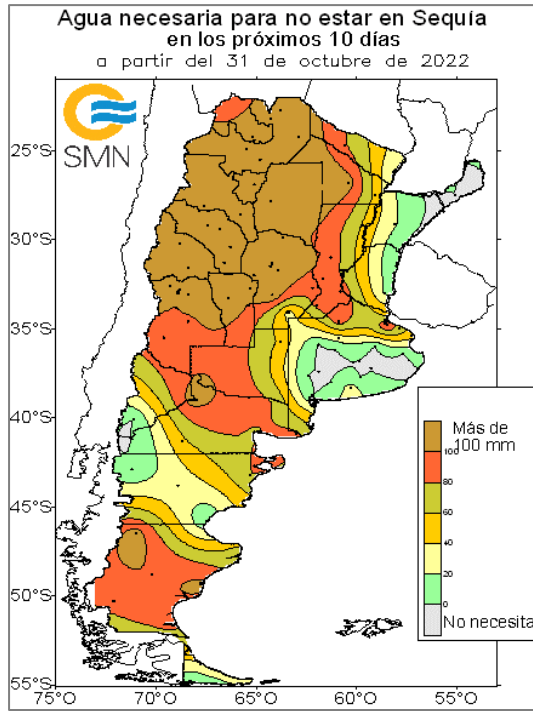 Agua necesaria para no estar en Sequía
en los próximos 10 días
a partir del 31 de octubre de 2022
SMN
25°S
30°S
35°S
40°S
45°S
50°S
55°S
75°O 70°O 65°O 60°O 55°O
Más de
100 mm
100
80
60
40
20
0
No necesita